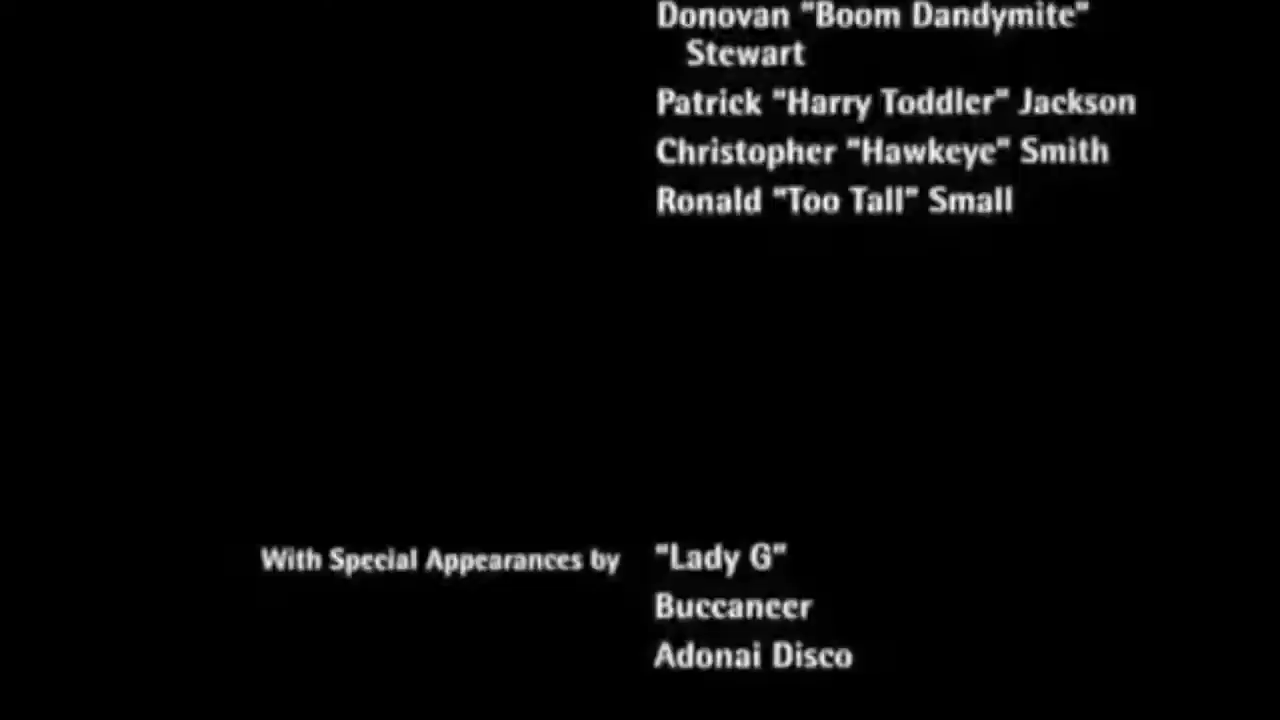 Donovan "Boom Dandymite"
Stewart
Patrick "Harry Toddler" Jackson
Christopher "Hawkeye" Smith
Ronald "Too Tall" Small
With Special Appearances by "Lady G"
Buccaneer
Adonai Disco